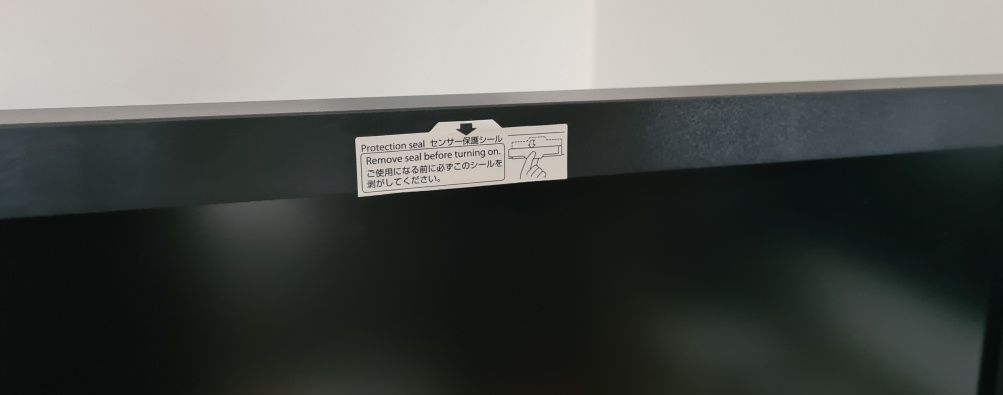 Protection seal センサー保護シール
Remove seal before turning on.
ご使用になる前に必ずこのシールを
剥がしてください。